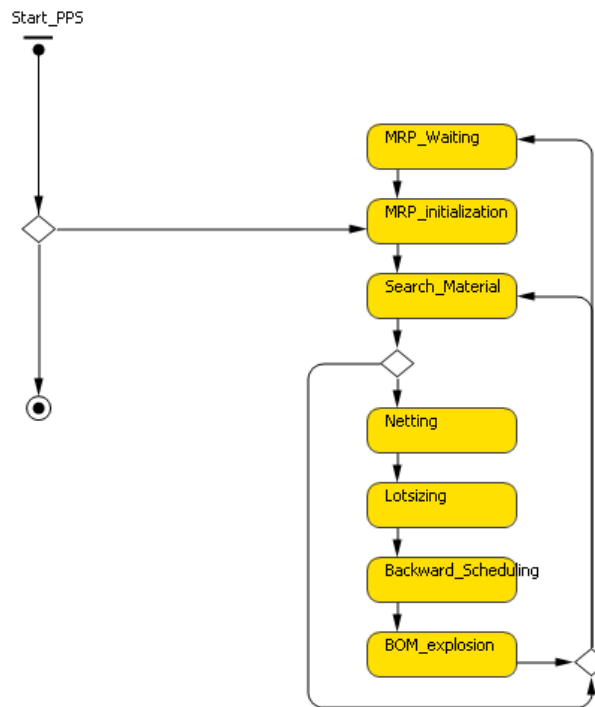 Start_PPS
MRP_Waiting
MRP_initialization
Search_Material
Netting
Lotsizing
Backward_Scheduling
BOM_explosion